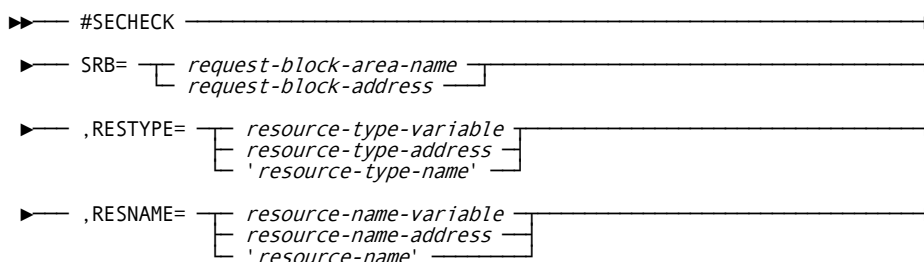 ▶▶── #SECHECK ──
▶── SRB= ─┬─ request-block-area-name ─┬──
└─ request-block-address ─┘
▶── ,RESTYPE= ─┬─ resource-type-variable ─┬──
├─ resource-type-address ─┤
└─ 'resource-type-name' ─┘
▶── ,RESNAME= ─┬─ resource-name-variable ─┬──
├─ resource-name-address ─┤
└─ 'resource-name' ─┘